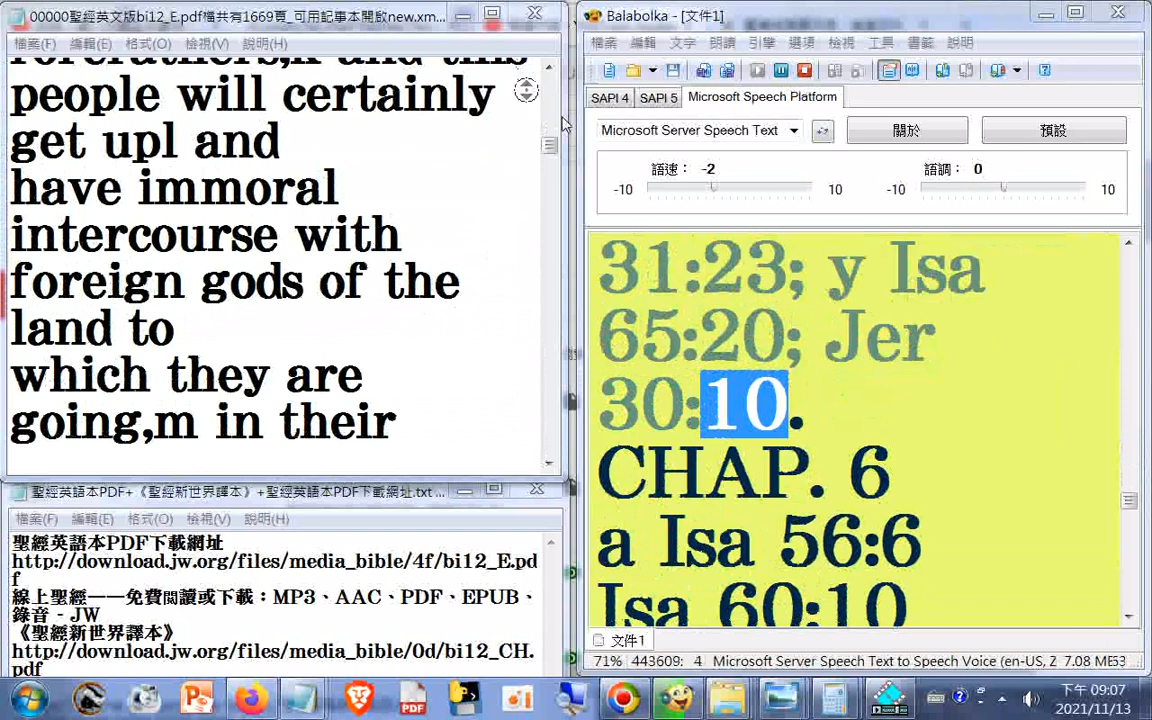 00000聖經英文版bi12_E.pdf檔共有1669頁_可用記事本開啟new.xm...
檔案(F) 編輯(E) 格式(O) 檢視(V) 說明(H)
forefathers,k and this
people will certainly
get upl and
have immoral
intercourse with
foreign gods of the
land to
which they are
going,m in their
聖經英語本PDF+《聖經新世界譯本》+聖經英語本PDF下載網址.txt ...
檔案(F) 編輯(E) 格式(O) 檢視(V) 說明(H)
聖經英語本PDF下載網址
http://download.jw.org/files/media_bible/4f/bi12_E.pd
f
線上聖經——免費閱讀或下載：MP3、AAC、PDF、EPUB、
錄音 - JW
《聖經新世界譯本》
http://download.jw.org/files/media_bible/0d/bi12_CH.
pdf
Balabolka - [文件1]
檔案 編輯 文字 朗讀 引擎 選項 檢視 工具 書籤 說明
SAPI 4 SAPI 5 Microsoft Speech Platform
Microsoft Server Speech Text 關於 預設
語速： -2 語調： 0
-10 10 -10 10
31:23; y Isa
65:20; Jer
30:10.
CHAP. 6
a Isa 56:6
Isa 60:10
文件1
71% 443609: 4 Microsoft Server Speech Text to Speech Voice (en-US, Z 7.08 ME53
PDF
下午 09:07
2021/11/13